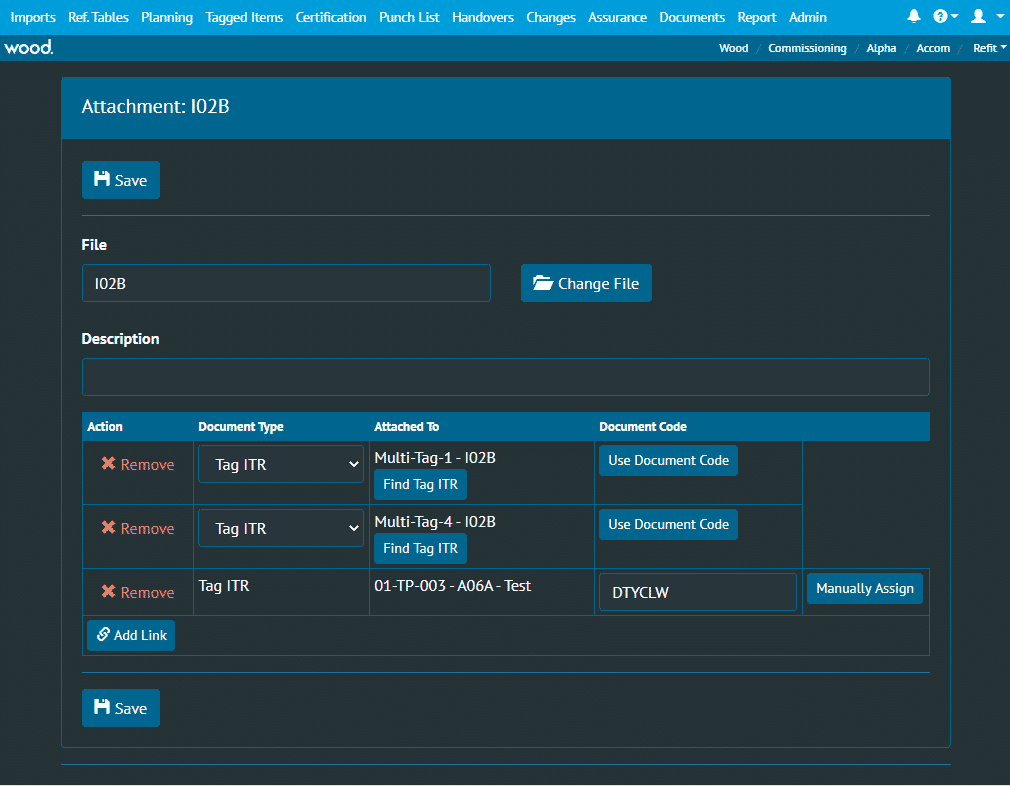 Imports Ref. Tables Planning Tagged Items Certification Punch List Handovers Changes Assurance Documents Report Admin
wood. Wood / Commissioning / Alpha / Accom / Refit
Attachment: I02B
Save
File
I02B Change File
Description
Action Document Type Attached To Document Code
Remove Tag ITR Multi-Tag-1 - I02B Use Document Code
Find Tag ITR
Remove Tag ITR Multi-Tag-4 - I02B Use Document Code
Find Tag ITR
Remove Tag ITR 01-TP-003 - A06A - Test DTYCLW Manually Assign
Add Link
Save